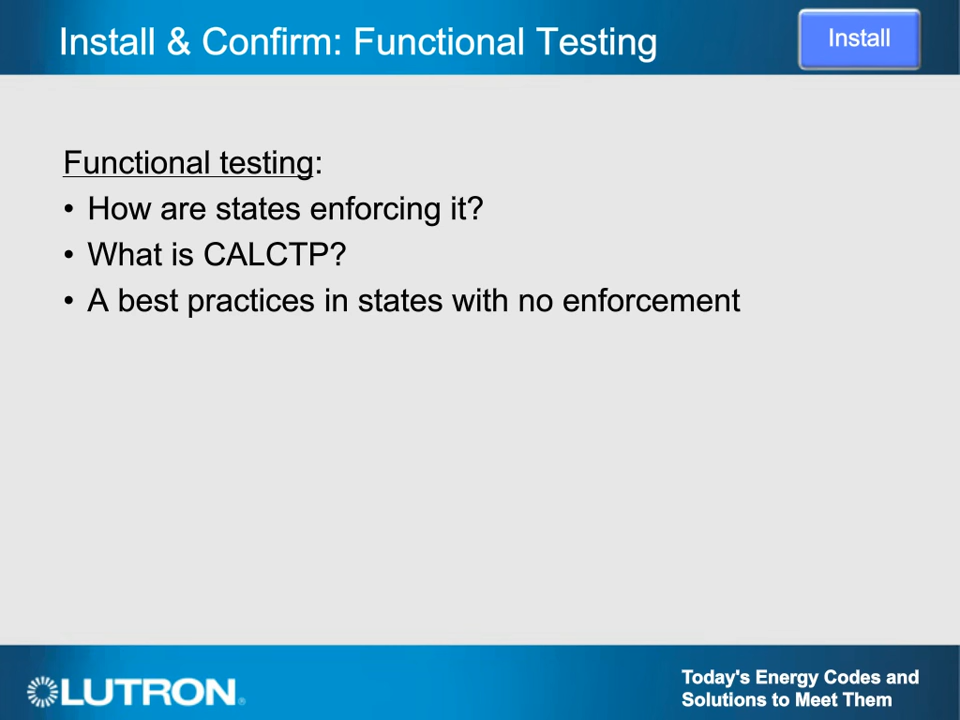 Install & Confirm: Functional Testing
Install
Functional testing:
• How are states enforcing it?
• What is CALCTP?
• A best practices in states with no enforcement
LUTRON®
Today's Energy Codes and
Solutions to Meet Them